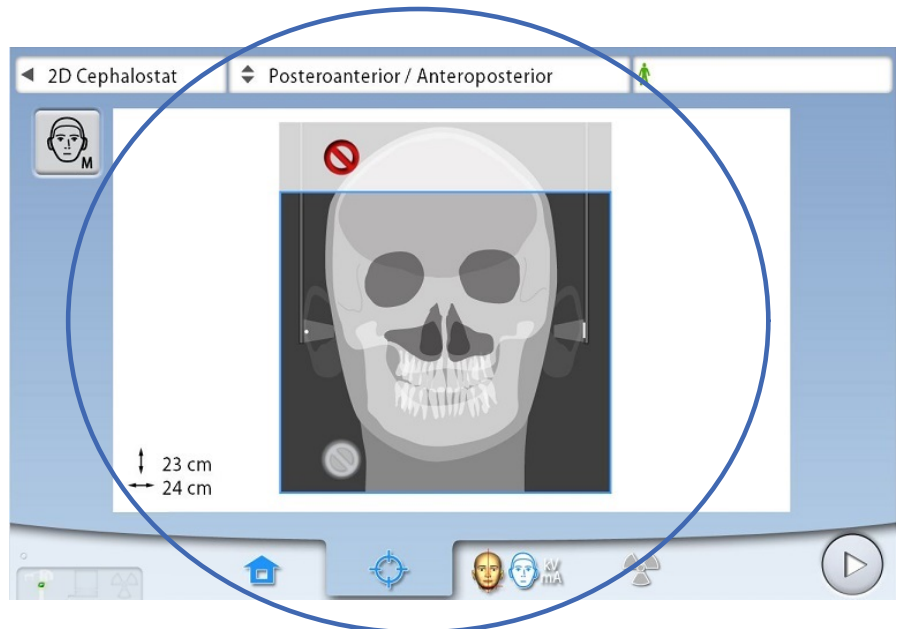 2D Cephalostat
Posteroanterior / Anteroposterior
M
23 cm
24 cm
kV
mA